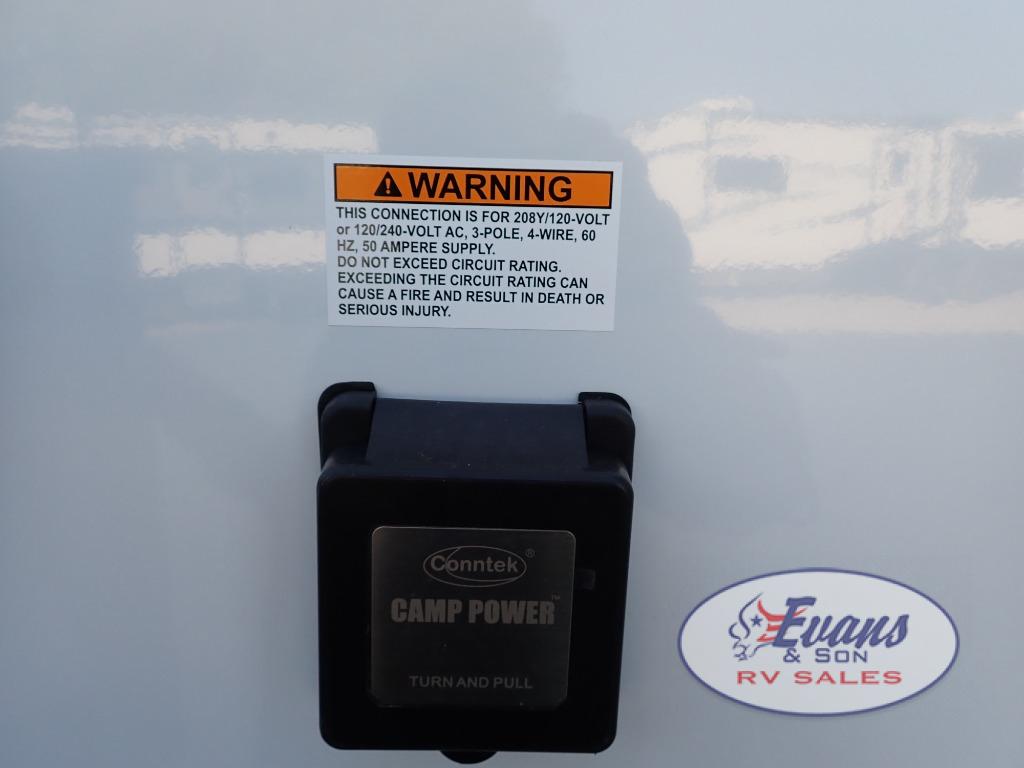 WARNING
THIS CONNECTION IS FOR 208Y/120-VOLT
or 120/240-VOLT AC, 3-POLE, 4-WIRE, 60
HZ, 50 AMPERE SUPPLY.
DO NOT EXCEED CIRCUIT RATING.
EXCEEDING THE CIRCUIT RATING CAN
CAUSE A FIRE AND RESULT IN DEATH OR
SERIOUS INJURY.
Conntek®
CAMP POWER™
TURN AND PULL
Evans
& SON
RV SALES